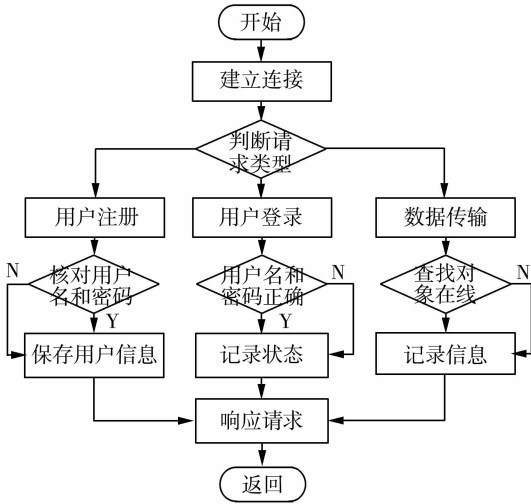 开始
建立连接
判断请
求类型
用户注册
用户登录
数据传输
N
核对用户
名和密码
Y
用户名和
密码正确
N
Y
查找对
象在线
N
保存用户信息
记录状态
记录信息
响应请求
返回